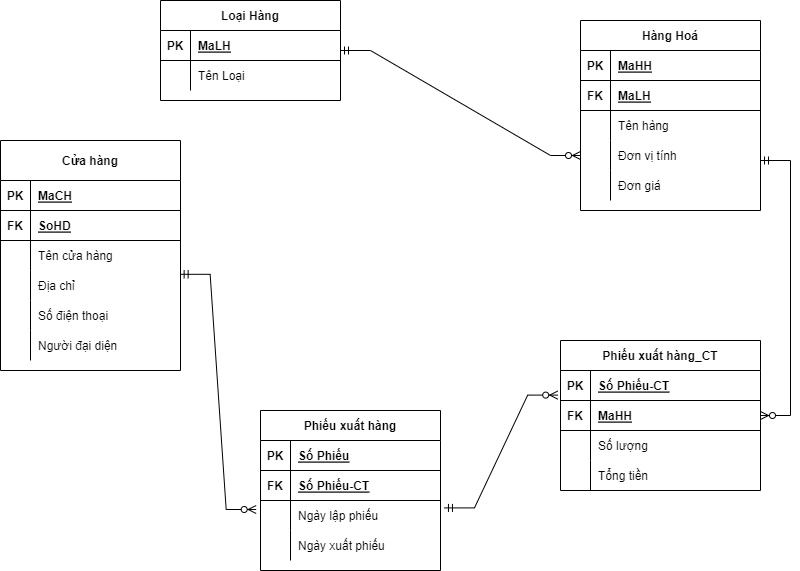 Loại Hàng
PK MaLH
Tên Loại
Hàng Hoá
PK MaHH
FK MaLH
Tên hàng
Đơn vị tính
Đơn giá
Cửa hàng
PK MaCH
FK SoHD
Tên cửa hàng
Địa chỉ
Số điện thoại
Người đại diện
Phiếu xuất hàng_CT
PK Số Phiếu-CT
FK MaHH
Số lượng
Tổng tiền
Phiếu xuất hàng
PK Số Phiếu
FK Số Phiếu-CT
Ngày lập phiếu
Ngày xuất phiếu